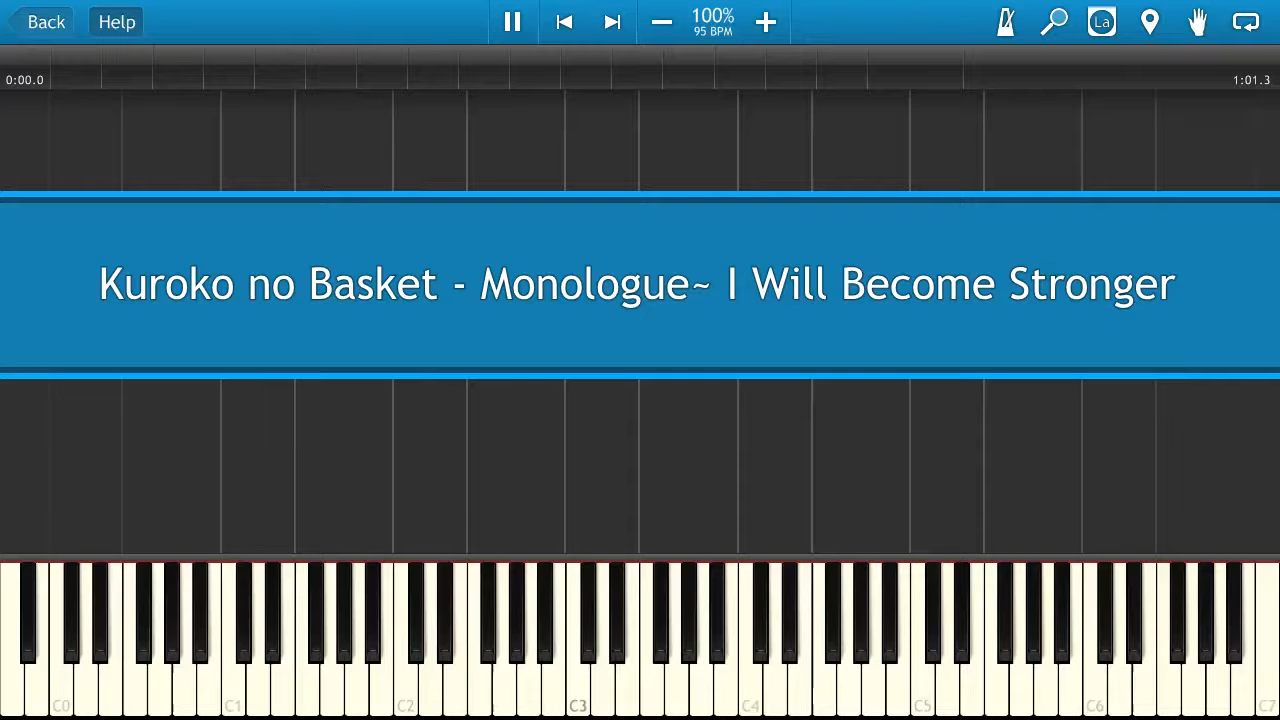 Back
Help
100%
95 BPM
La
0:00.0
1:01.3
Kuroko no Basket - Monologue~ I Will Become Stronger
C0
C1
C2
C3
C4
C5
C6
C7